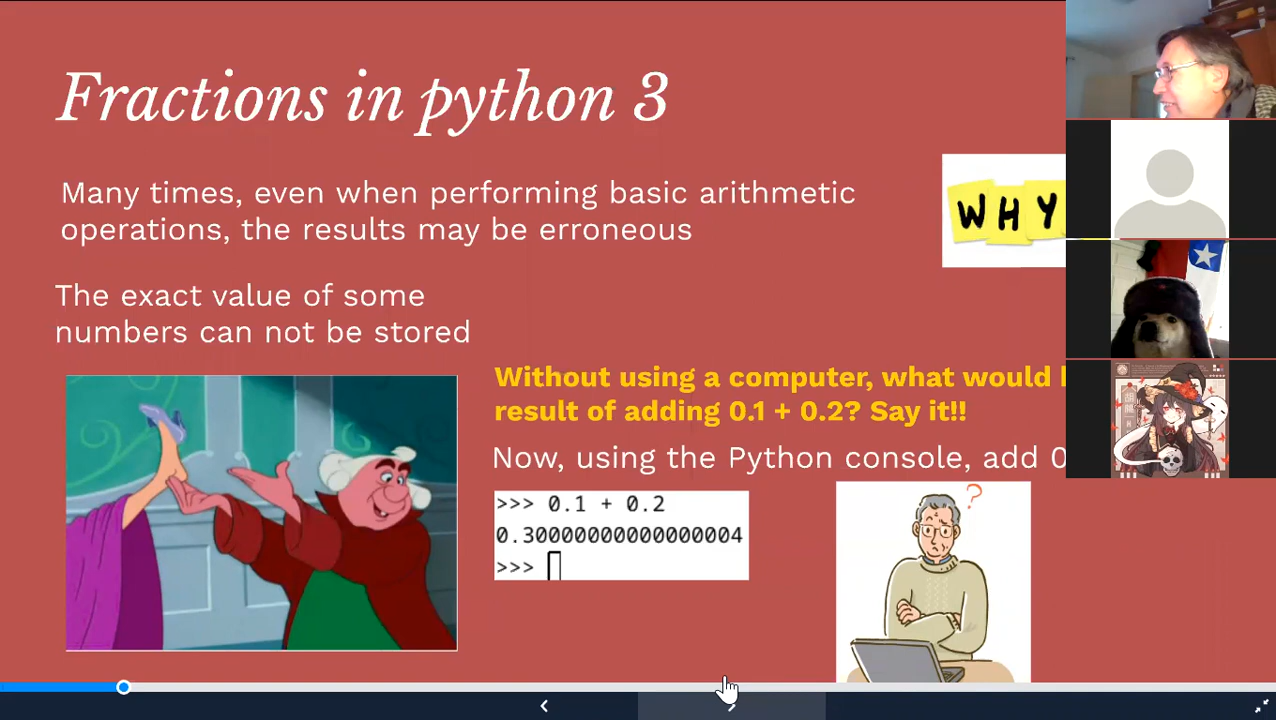 Fractions in python 3
Many times, even when performing basic arithmetic
operations, the results may be erroneous
WHY
The exact value of some
numbers can not be stored
Without using a computer, what would
result of adding 0.1 + 0.2? Say it!!
Now, using the Python console, add
>>> 0.1 + 0.2
0.30000000000000004
>>>
?